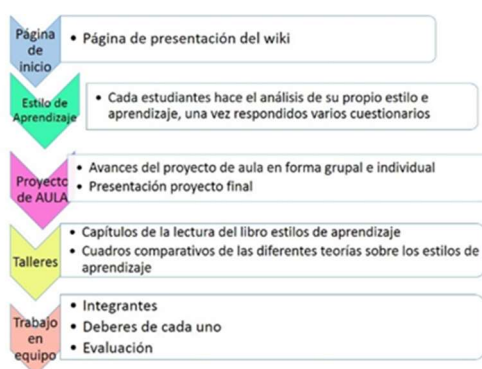 Página
de
inicio
• Página de presentación del wiki
Estilo de
Aprendizaje
• Cada estudiantes hace el análisis de su propio estilo e
aprendizaje, una vez respondidos varios cuestionarios
Proyecto
de AULA
• Avances del proyecto de aula en forma grupal e individual
• Presentación proyecto final
Talleres
• Capítulos de la lectura del libro estilos de aprendizaje
• Cuadros comparativos de las diferentes teorías sobre los estilos de
aprendizaje
Trabajo
en
equipo
• Integrantes
• Deberes de cada uno
• Evaluación